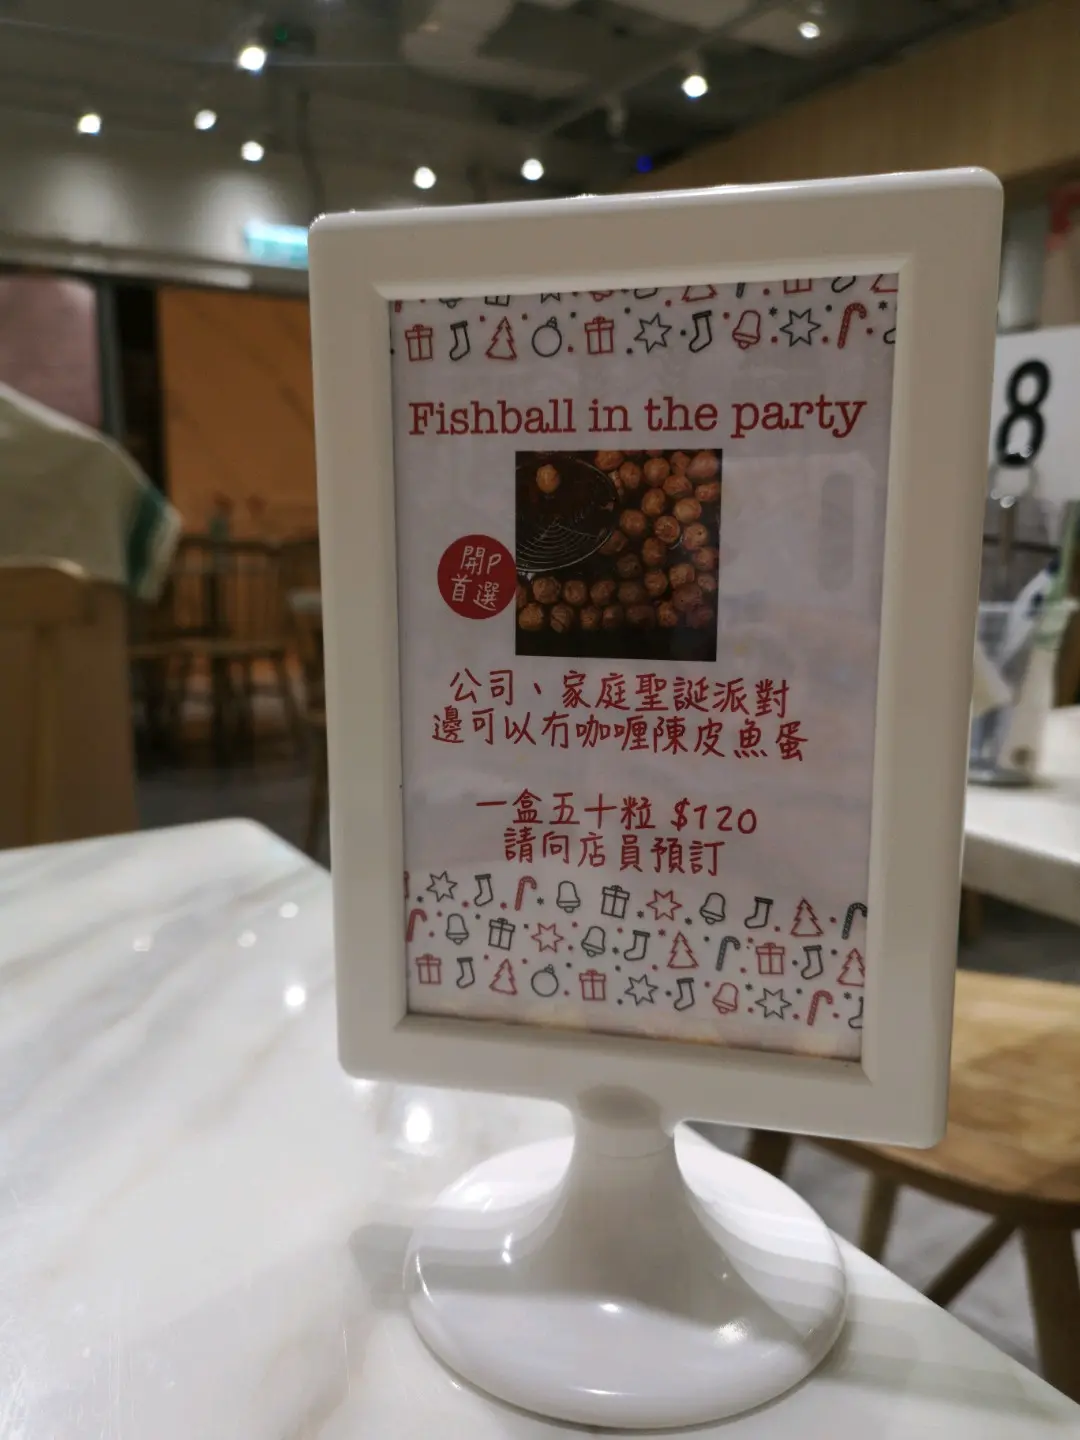 Fishball in the party
開P
首選
公司、家庭聖誕派對
邊可以冇咖喱陳皮魚蛋
一盒五十粒 $120
請向店員預訂
8